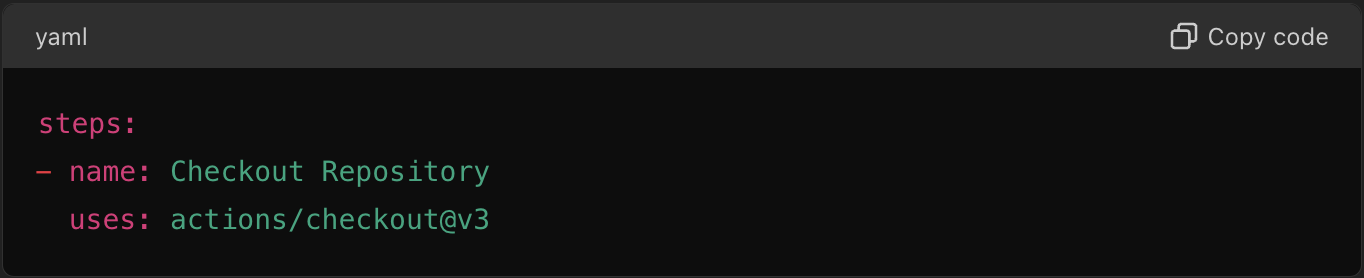 yaml
Copy code
steps:
- name: Checkout Repository
  uses: actions/checkout@v3